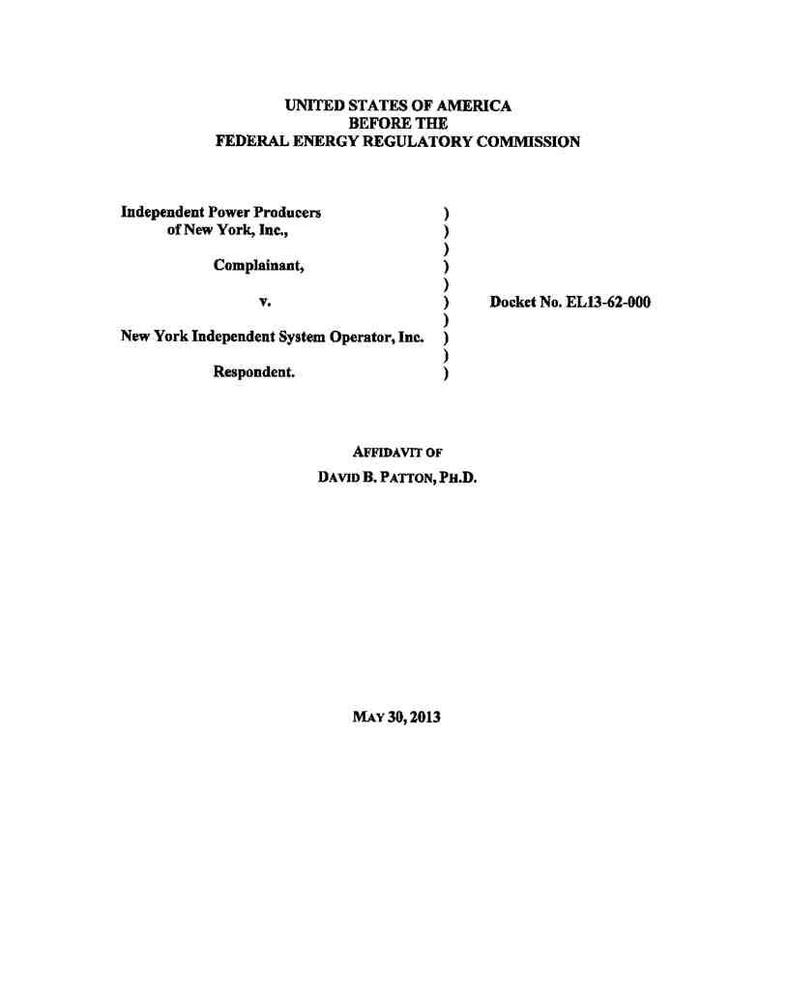 UNITED STATES OF AMERICA
BEFORE THE
FEDERAL ENERGY REGULATORY COMMISSION
Independent Power Producers )
of New York, Inc., )
)
Complainant, )
)
v. ) Docket No. EL13-62-000
)
New York Independent System Operator, Inc. )
)
Respondent. )
AFFIDAVIT OF
DAVID B. PATTON, PH.D.
MAY 30, 2013